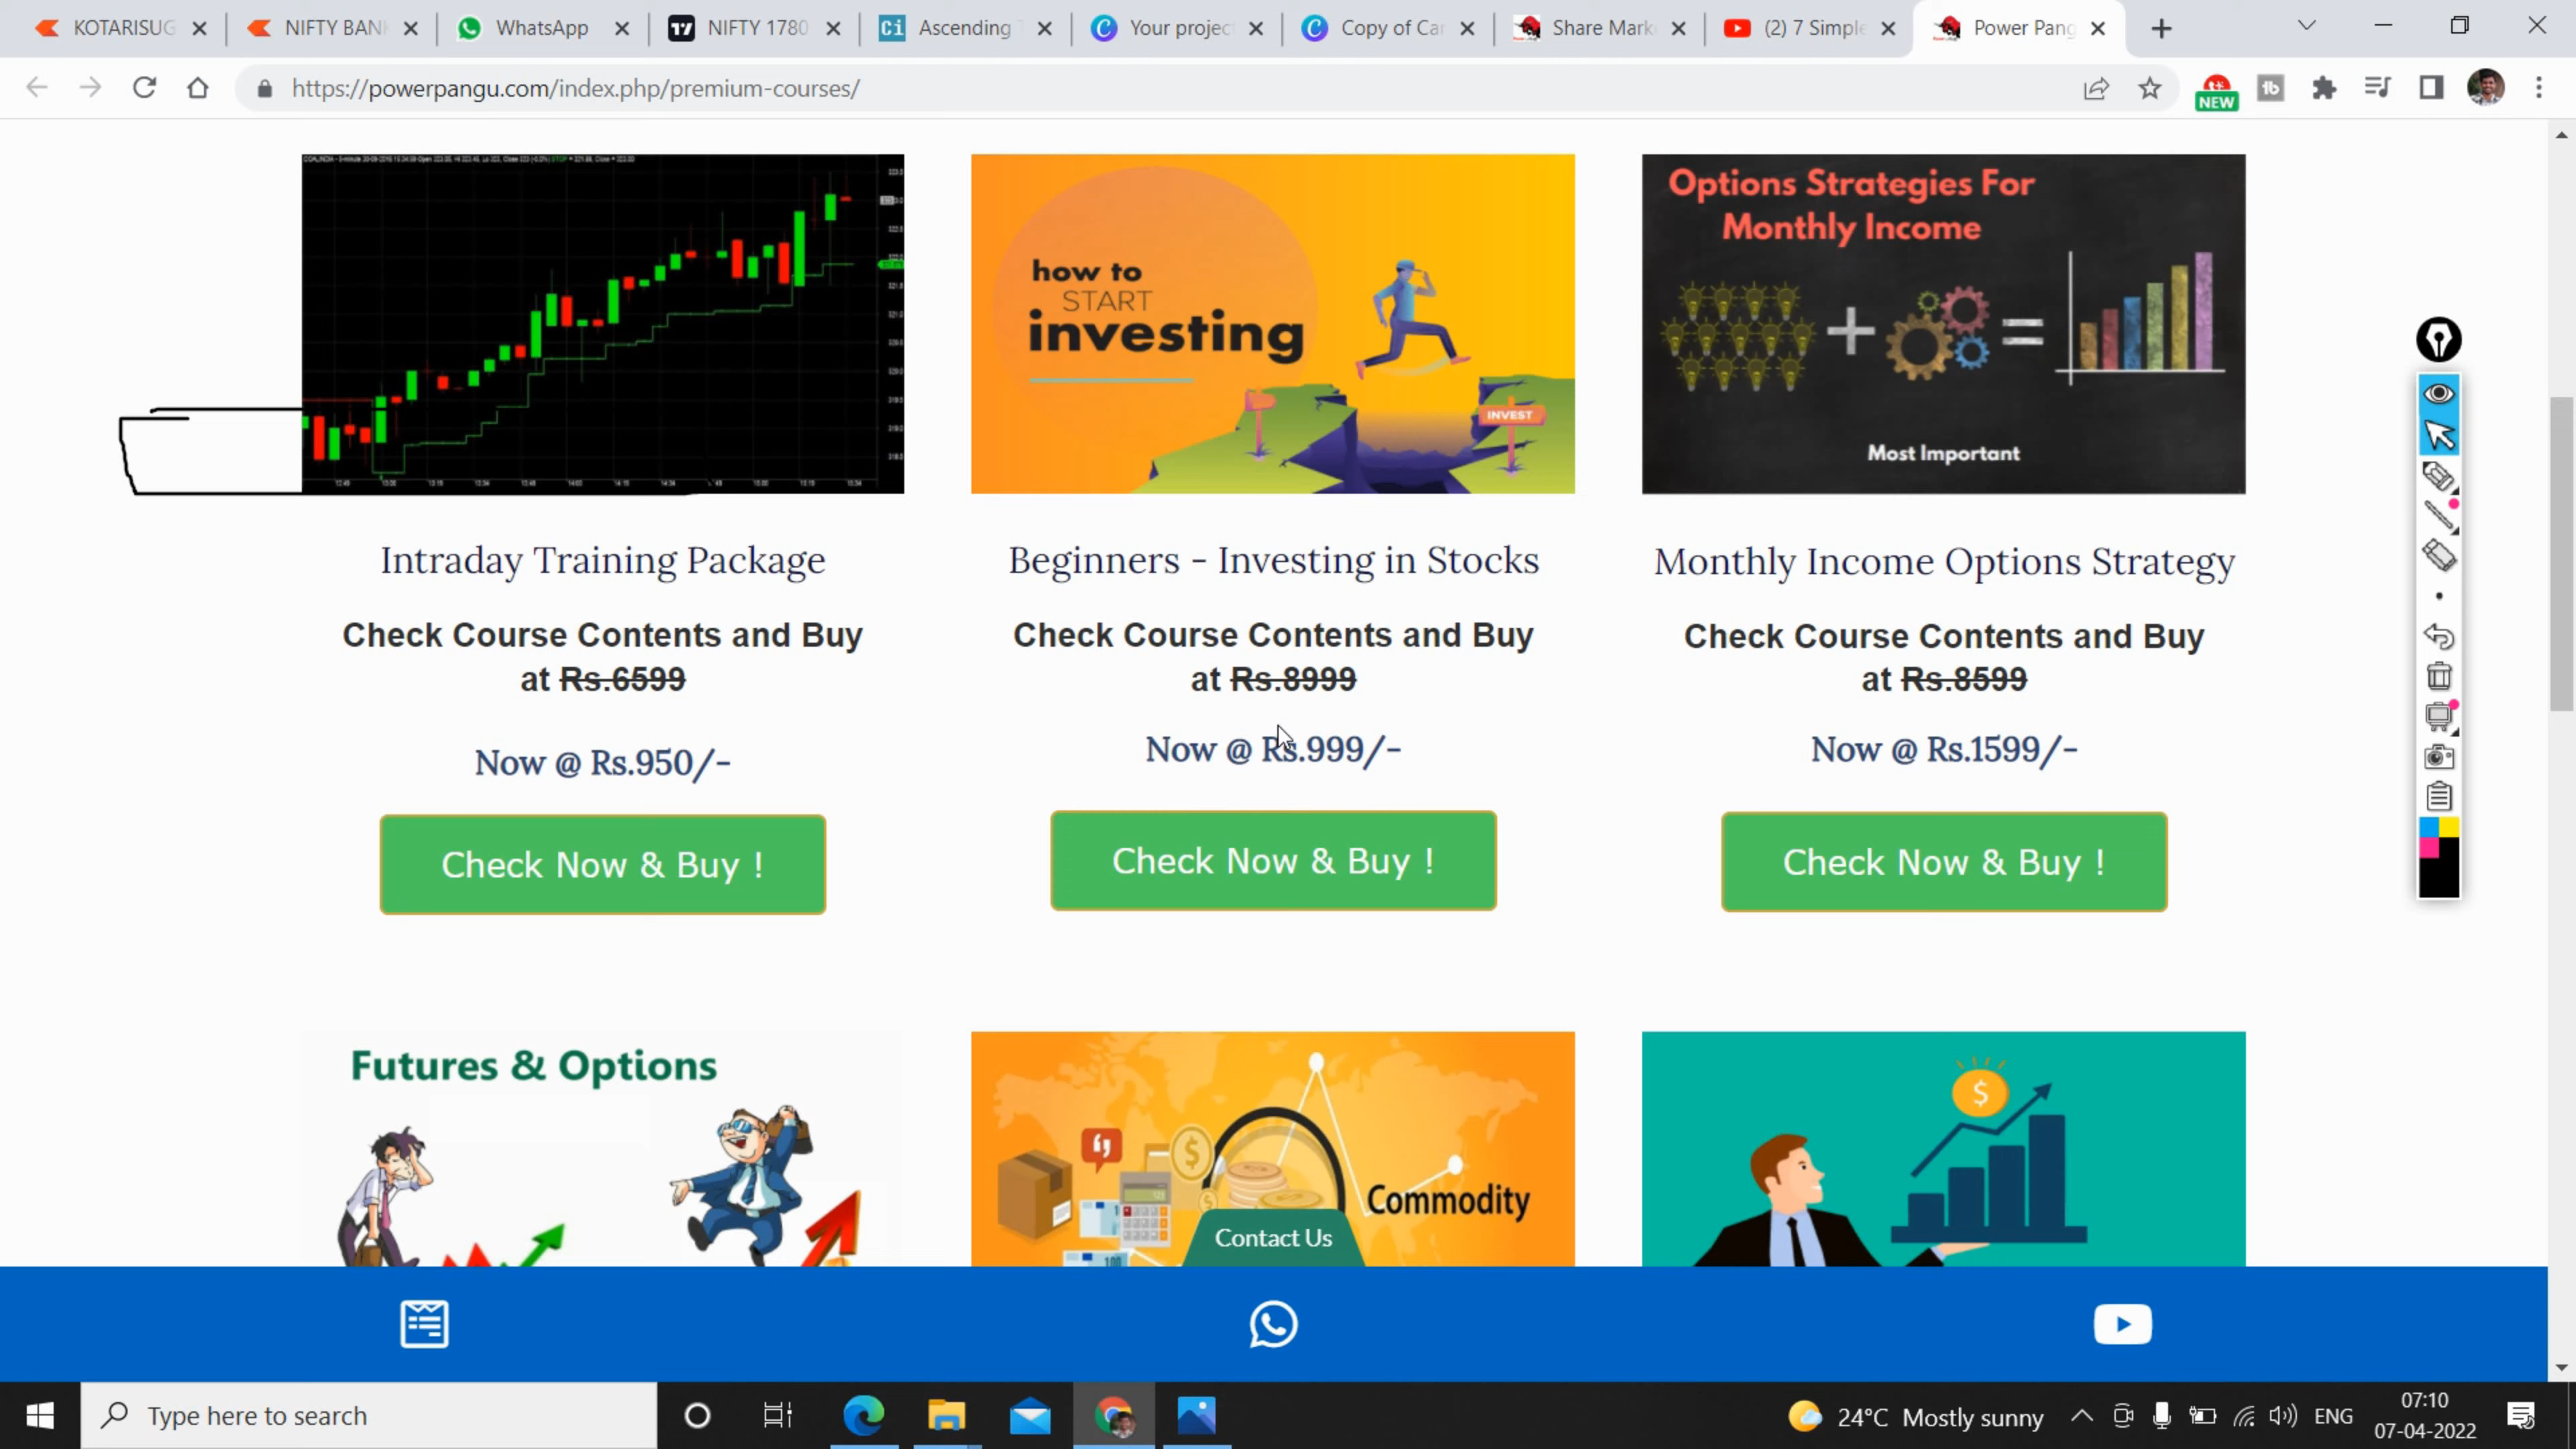 KOTARISUG
NIFTY BAN
WhatsApp
NIFTY 1780
Ascending
Your projec
Copy of Ca
Share Mark
(2) 7 Simple
Power Pang
https://powerpangu.com/index.php/premium-courses/
NEW
how to
START
investing
INVEST
Options Strategies For
Monthly Income
Most Important
Intraday Training Package
Check Course Contents and Buy
at Rs.6599
Now @ Rs.950/-
Check Now & Buy !
Beginners - Investing in Stocks
Check Course Contents and Buy
at Rs.8999
Now @ Rs.999/-
Check Now & Buy !
Monthly Income Options Strategy
Check Course Contents and Buy
at Rs.8599
Now @ Rs.1599/-
Check Now & Buy !
Futures & Options
Commodity
Contact Us
Type here to search
24°C Mostly sunny
ENG
07:10
07-04-2022